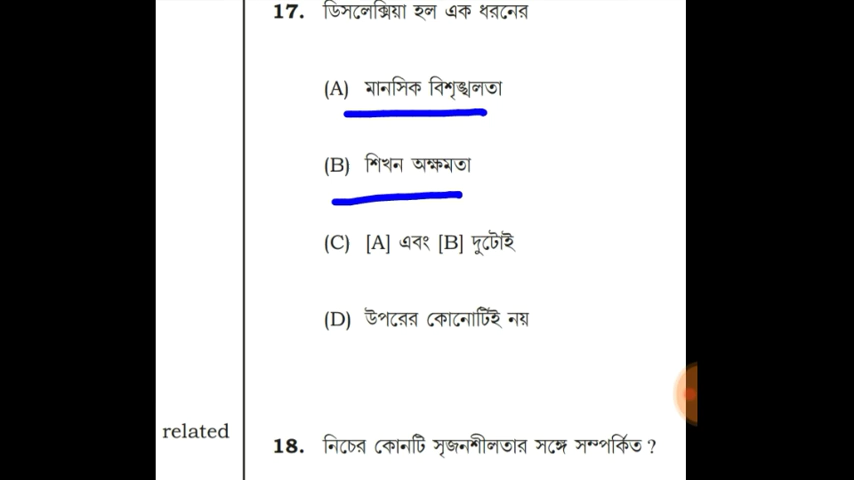 17. ডিসলেক্সিয়া হল এক ধরনের
(A) মানসিক বিশৃঙ্খলতা
(B) শিখন অক্ষমতা
(C) [A] এবং [B] দুটোই
(D) উপরের কোনোটিই নয়
related
18. নিচের কোনটি সৃজনশীলতার সঙ্গে সম্পর্কিত ?